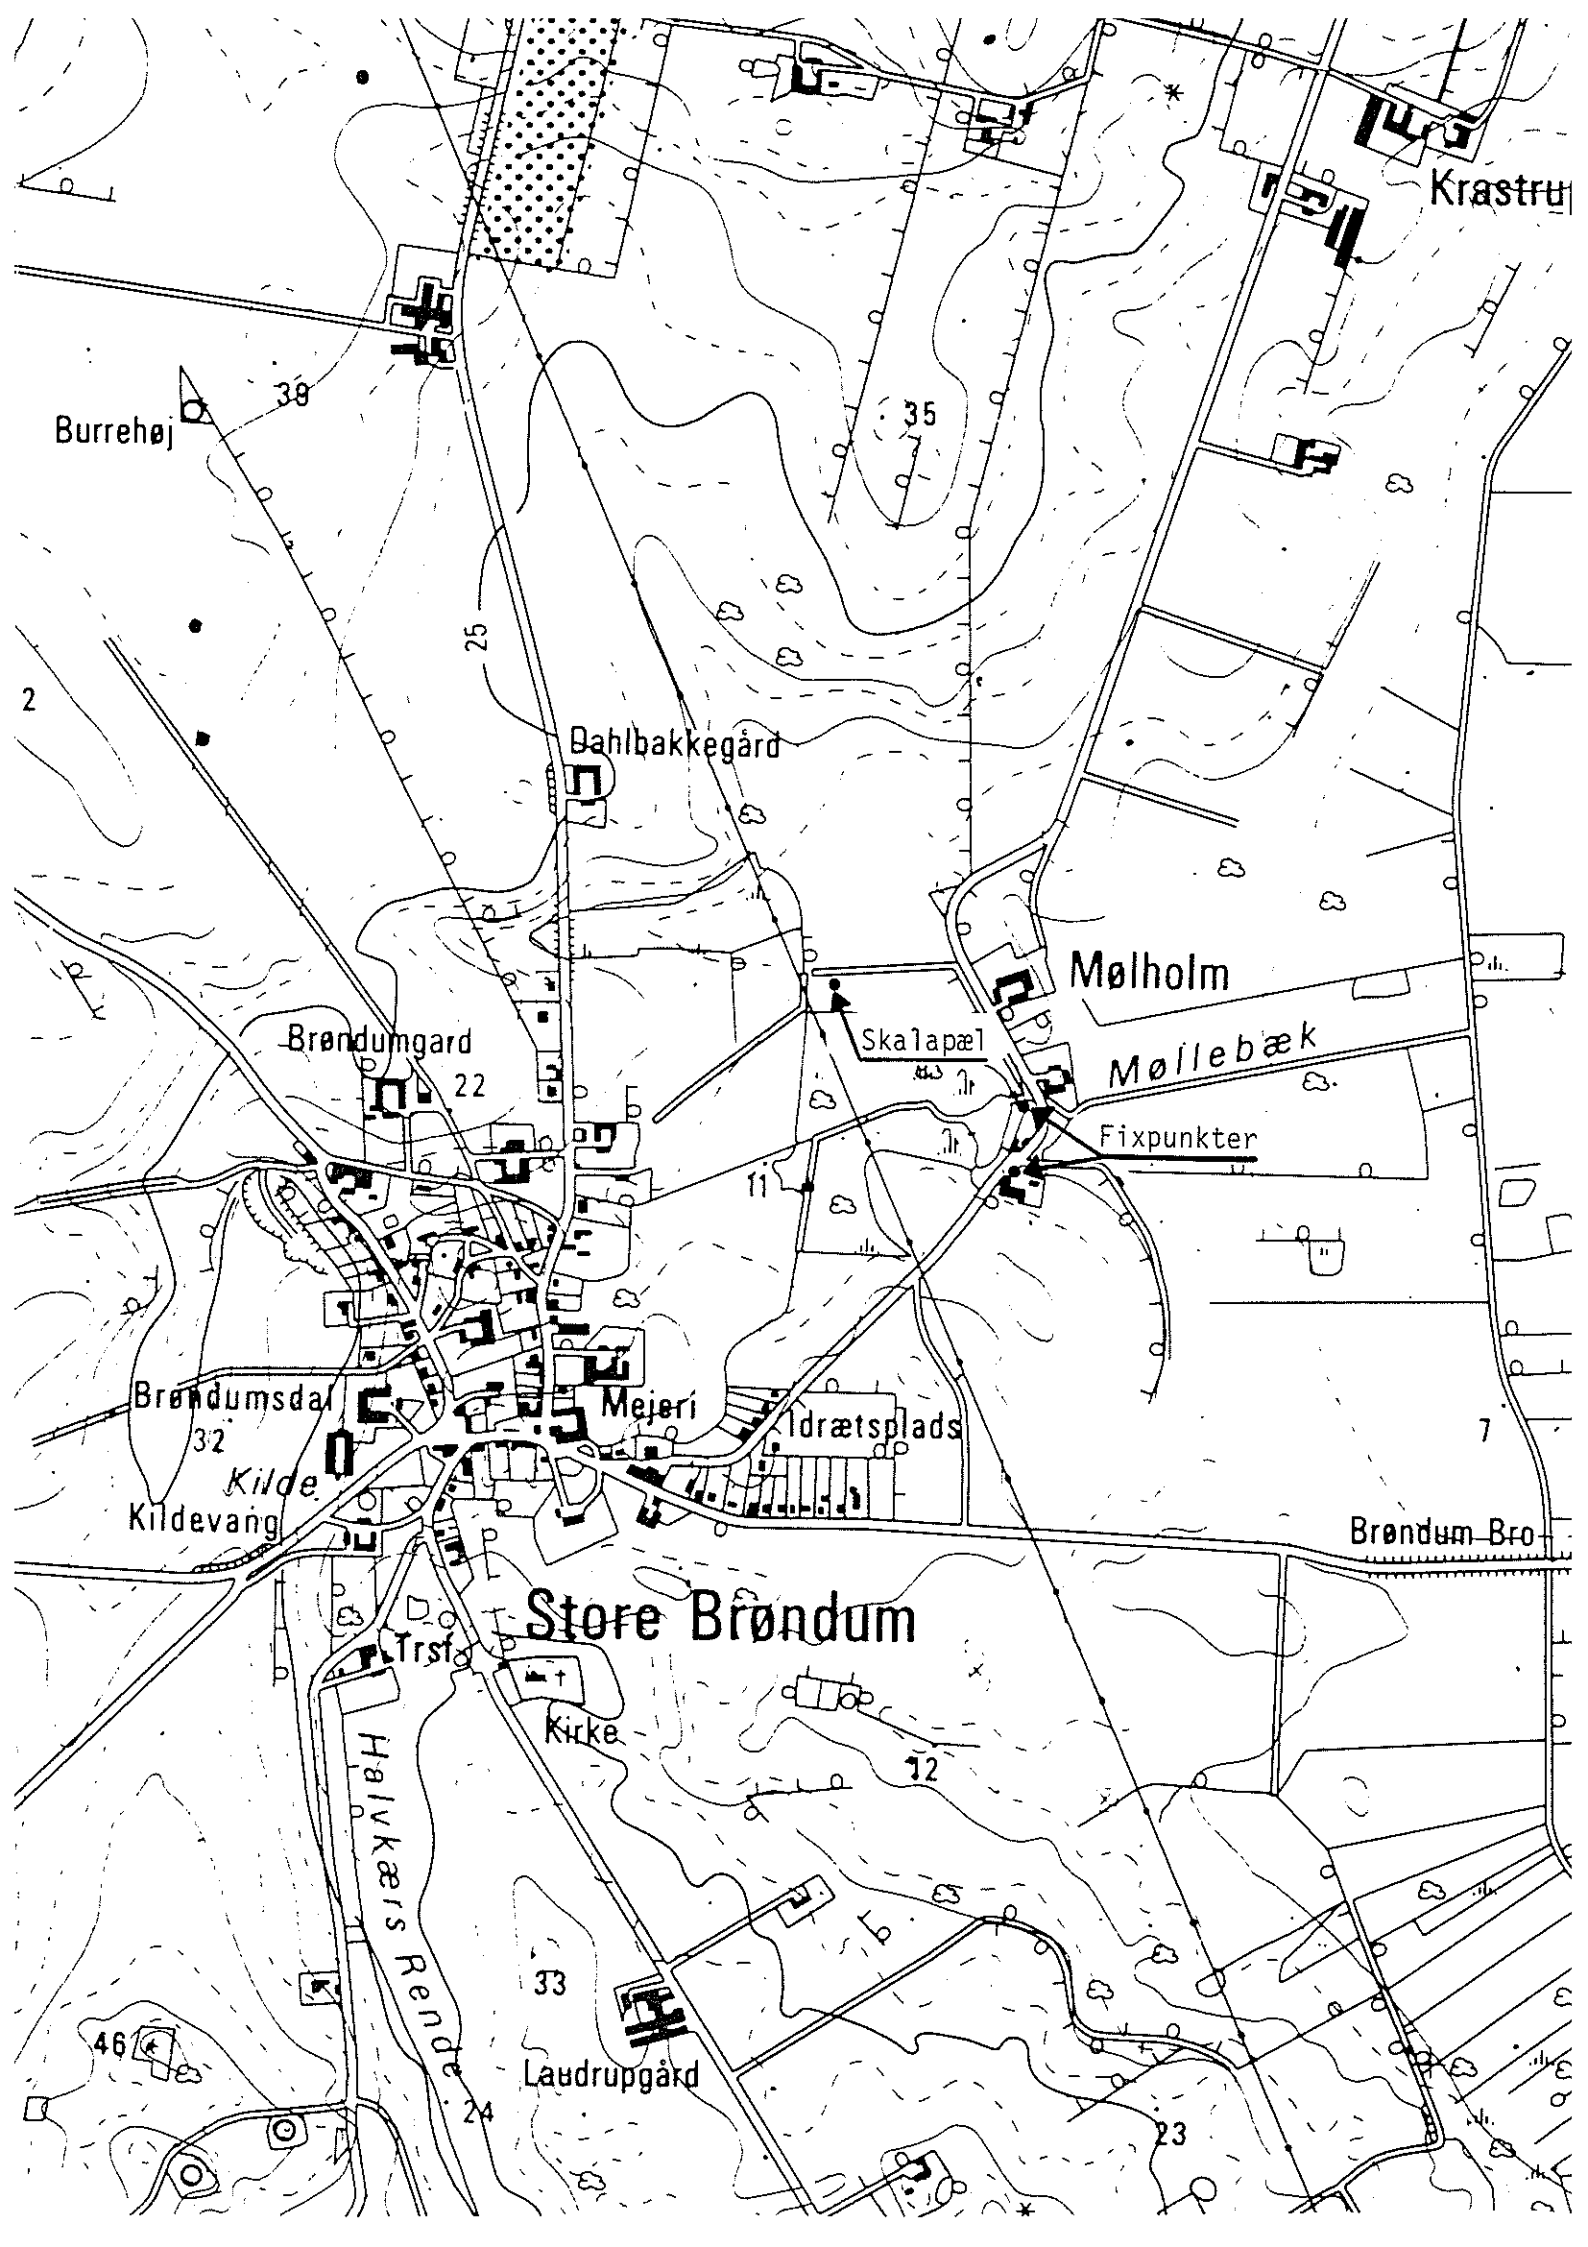 Krastru
39
Burrehøj
35
25
2
Dahlbakkegård
Mølholm
Skalapæl
Brøndumgard
22
Møllebæk
Fixpunkter
11
Brøndumsdal
Mejeri
Idrætsplads
32
7
Kilde
Kildevang
Brøndum Bro
Store Brøndum
Trsf.
Kirke
12
Halvkærs Rende
33
46
Laudrupgård
24
23